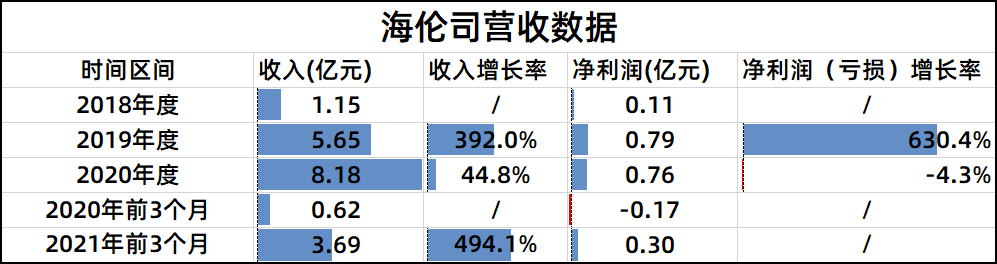 海伦司营收数据
时间区间 收入(亿元) 收入增长率 净利润(亿元) 净利润（亏损）增长率
2018年度 1.15 / 0.11 /
2019年度 5.65 392.0% 0.79 630.4%
2020年度 8.18 44.8% 0.76 -4.3%
2020年前3个月 0.62 / -0.17 /
2021年前3个月 3.69 494.1% 0.30 /